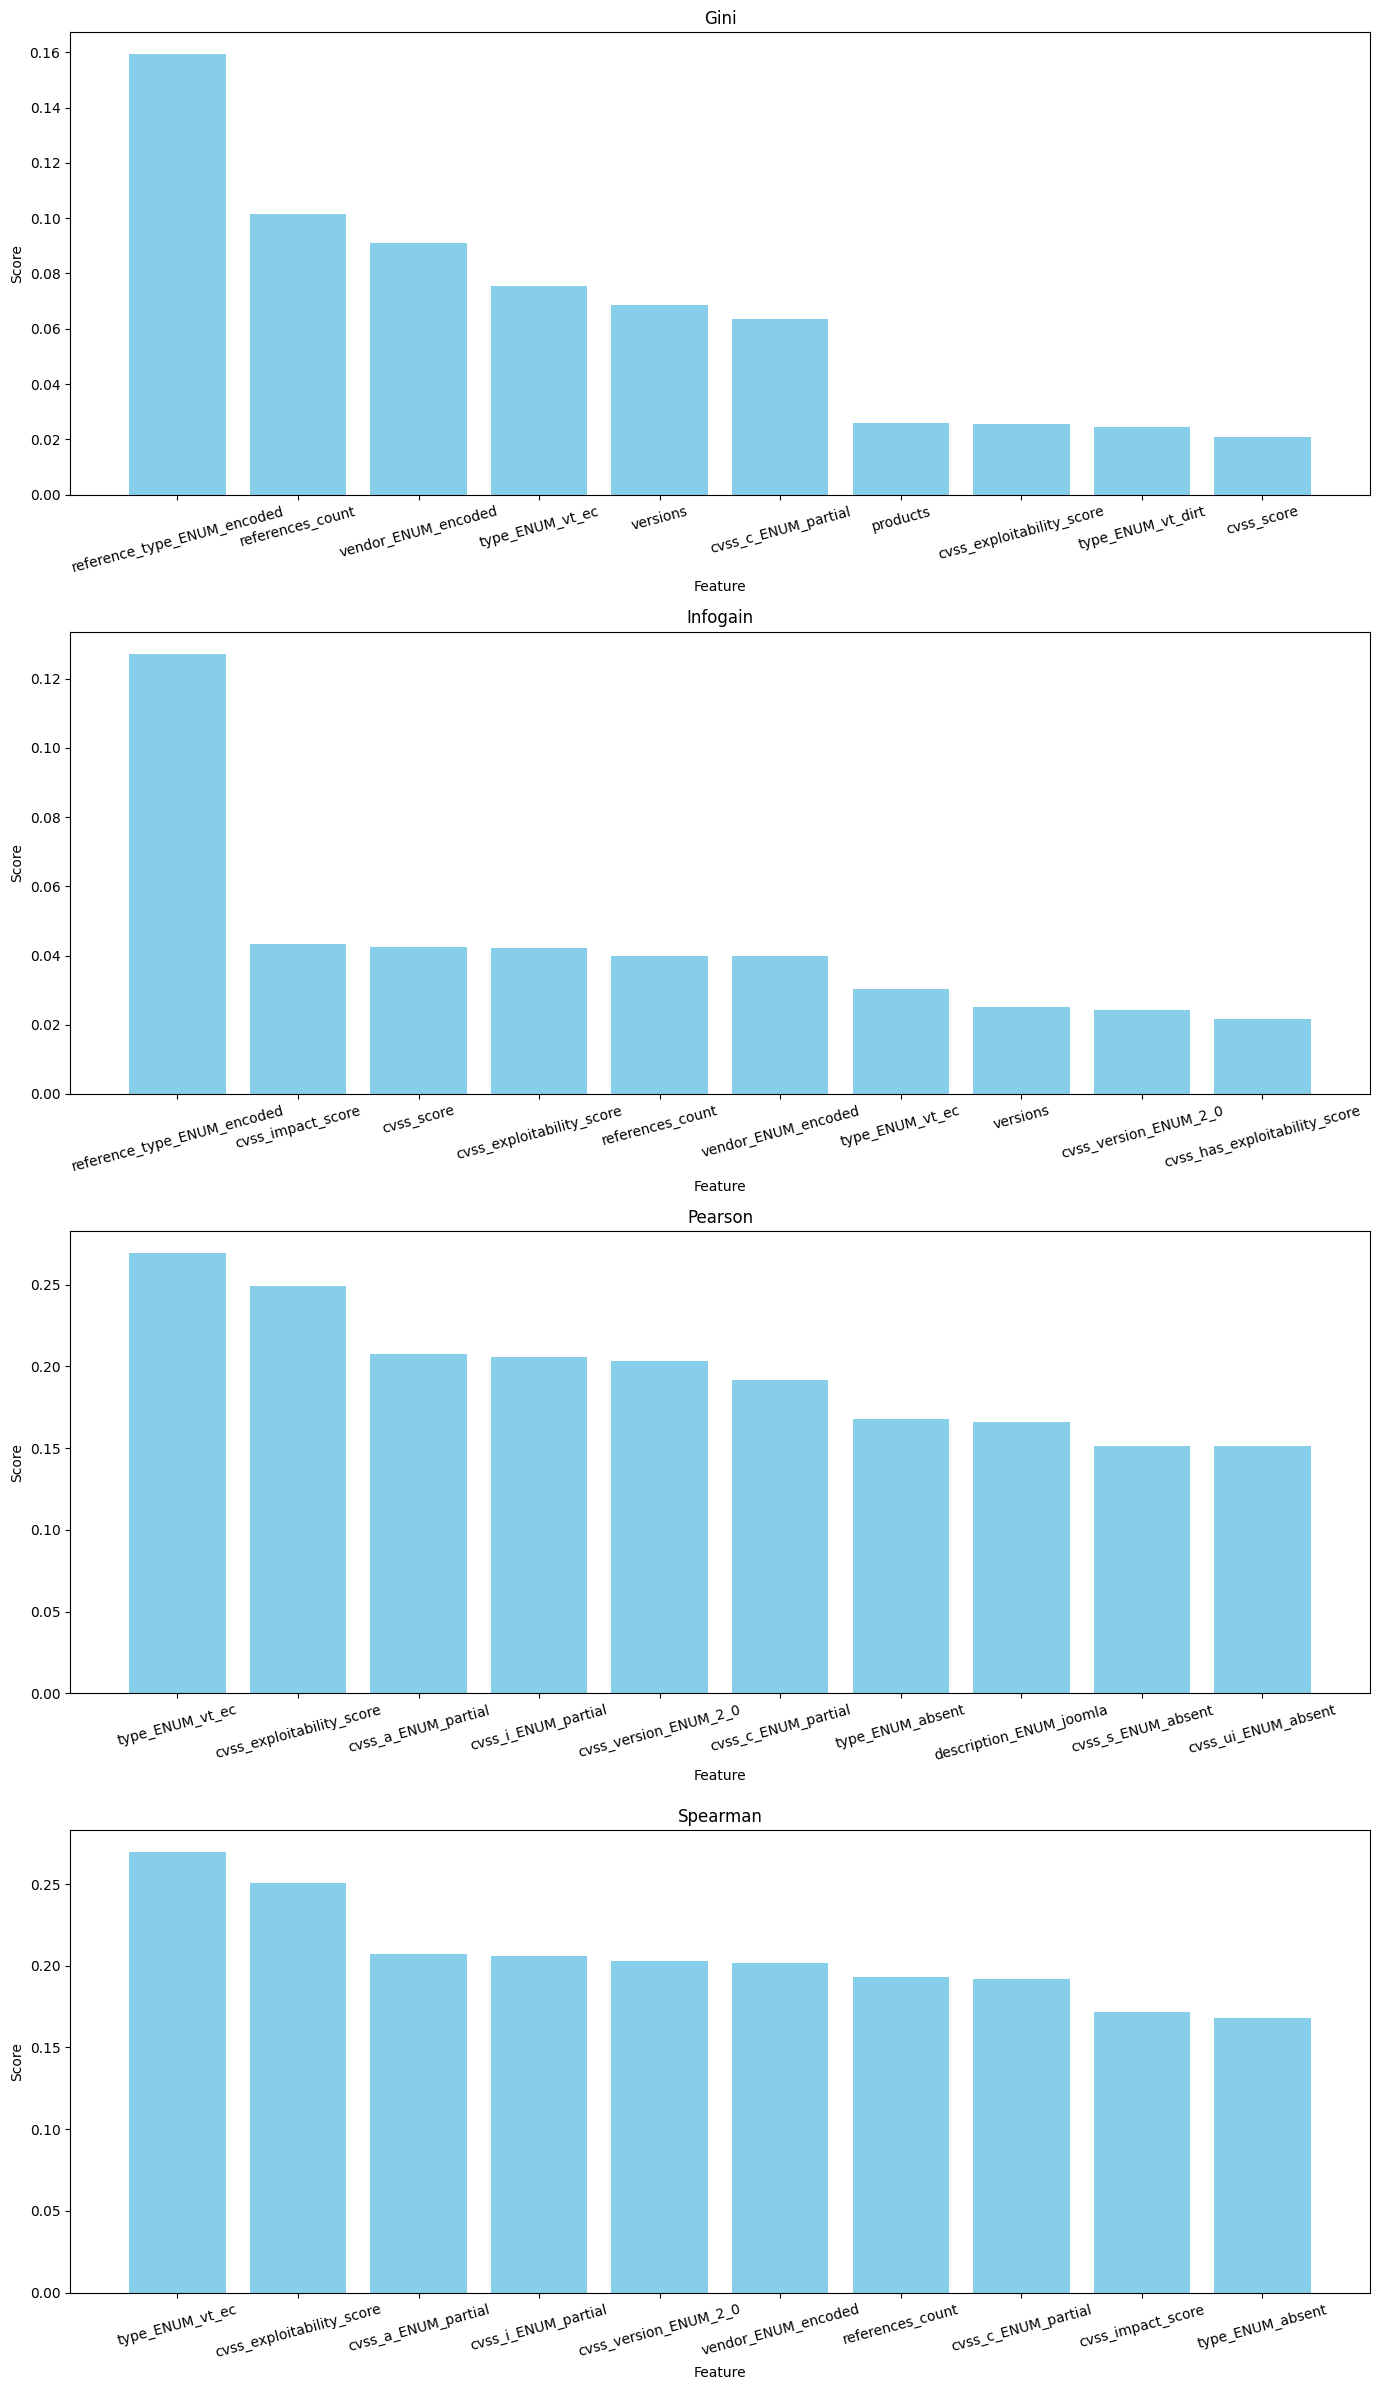 Gini
0.16
0.14
0.12
0.10
0.08
0.06
0.04
0.02
0.00
Score
reference_type_ENUM_encoded
references_count
vendor_ENUM_encoded
type_ENUM_vt_ec
versions
cvss_c_ENUM_partial
products
cvss_exploitability_score
type_ENUM_vt_dirt
cvss_score
Feature
Infogain
0.12
0.10
0.08
0.06
0.04
0.02
0.00
Score
reference_type_ENUM_encoded
cvss_impact_score
cvss_score
cvss_exploitability_score
references_count
vendor_ENUM_encoded
type_ENUM_vt_ec
versions
cvss_version_ENUM_2_0
cvss_has_exploitability_score
Feature
Pearson
0.25
0.20
0.15
0.10
0.05
0.00
Score
type_ENUM_vt_ec
cvss_exploitability_score
cvss_a_ENUM_partial
cvss_i_ENUM_partial
cvss_version_ENUM_2_0
cvss_c_ENUM_partial
type_ENUM_absent
description_ENUM_joomla
cvss_s_ENUM_absent
cvss_ui_ENUM_absent
Feature
Spearman
0.25
0.20
0.15
0.10
0.05
0.00
Score
type_ENUM_vt_ec
cvss_exploitability_score
cvss_a_ENUM_partial
cvss_i_ENUM_partial
cvss_version_ENUM_2_0
vendor_ENUM_encoded
references_count
cvss_c_ENUM_partial
cvss_impact_score
type_ENUM_absent
Feature